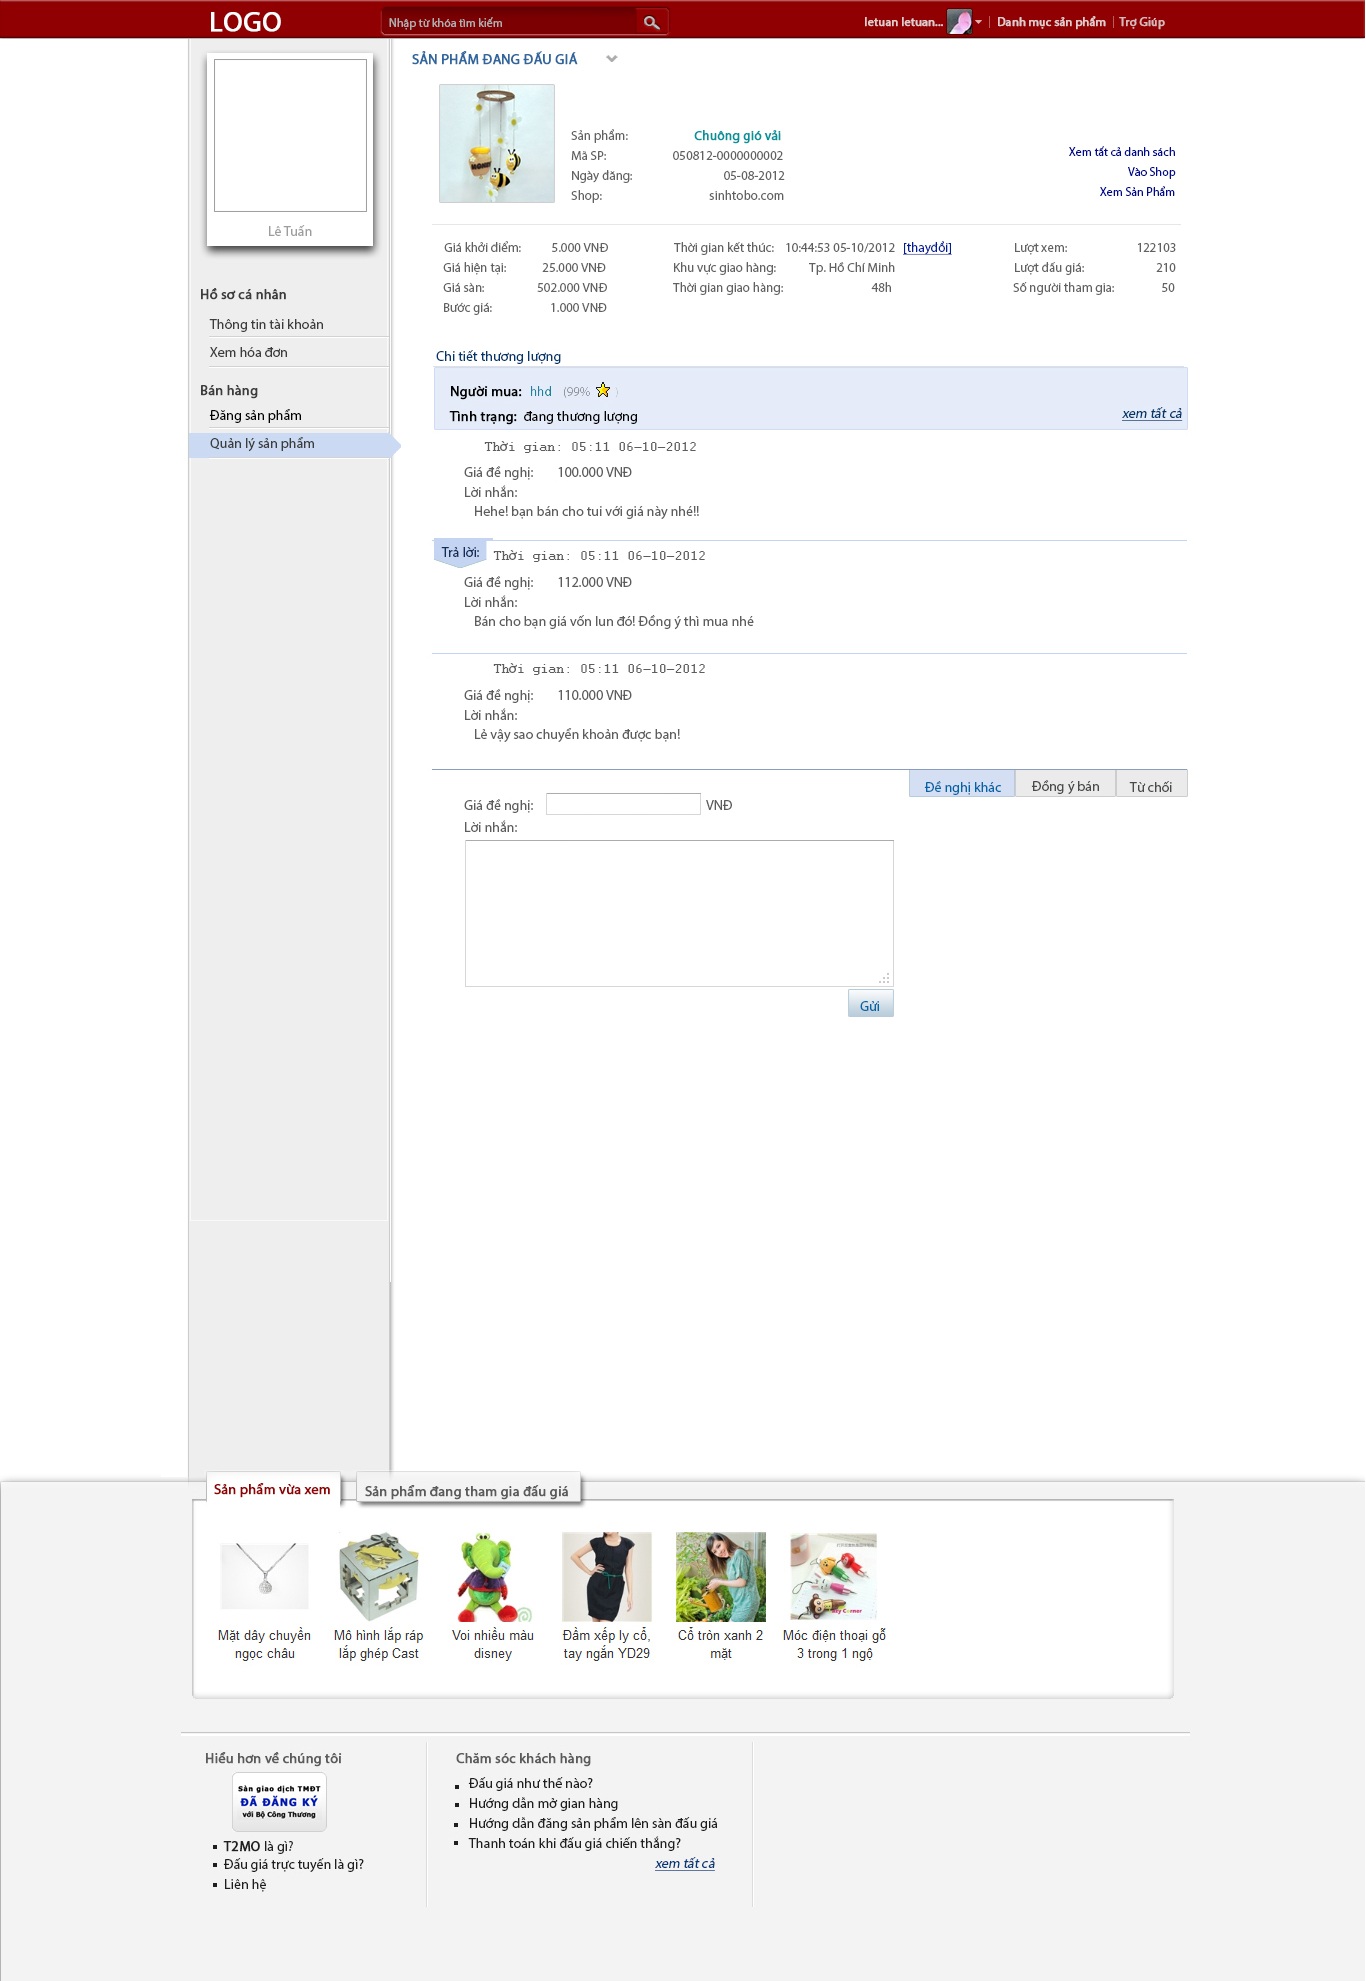 LOGO
Nhập từ khóa tìm kiếm
letuan letuan...
Danh mục sản phẩm
Trợ Giúp
Lê Tuấn
Hồ sơ cá nhân
Thông tin tài khoản
Xem hóa đơn
Bán hàng
Đăng sản phẩm
Quản lý sản phẩm
SẢN PHẨM ĐANG ĐẤU GIÁ
HONEY
Sản phẩm: Chuông gió vải
Mã SP: 050812-0000000002
Ngày đăng: 05-08-2012
Shop: sinhtobo.com
Xem tất cả danh sách
Vào Shop
Xem Sản Phẩm
Giá khởi điểm: 5.000 VNĐ
Giá hiện tại: 25.000 VNĐ
Giá sàn: 502.000 VNĐ
Bước giá: 1.000 VNĐ
Thời gian kết thúc: 10:44:53 05-10/2012 [thayđổi]
Khu vực giao hàng: Tp. Hồ Chí Minh
Thời gian giao hàng: 48h
Lượt xem: 122103
Lượt đấu giá: 210
Số người tham gia: 50
Chi tiết thương lượng
Người mua: hhd (99% )
Tình trạng: đang thương lượng
xem tất cả
Thời gian: 05:11 06-10-2012
Giá đề nghị: 100.000 VNĐ
Lời nhắn:
Hehe! bạn bán cho tui với giá này nhé!!
Trả lời:
Thời gian: 05:11 06-10-2012
Giá đề nghị: 112.000 VNĐ
Lời nhắn:
Bán cho bạn giá vốn lun đó! Đồng ý thì mua nhé
Thời gian: 05:11 06-10-2012
Giá đề nghị: 110.000 VNĐ
Lời nhắn:
Lẻ vậy sao chuyển khoản được bạn!
Đề nghị khác
Đồng ý bán
Từ chối
Giá đề nghị: VNĐ
Lời nhắn:
Gửi
Sản phẩm vừa xem
Sản phẩm đang tham gia đấu giá
Mặt dây chuyền
ngọc châu
Mô hình lắp ráp
lắp ghép Cast
Voi nhiều màu
disney
Đầm xếp ly cổ,
tay ngắn YD29
Cổ tròn xanh 2
mặt
Móc điện thoại gỗ
3 trong 1 ngộ
Hiểu hơn về chúng tôi
Sàn giao dịch TMĐT
ĐÃ ĐĂNG KÝ
với Bộ Công Thương
T2MO là gì?
Đấu giá trực tuyến là gì?
Liên hệ
Chăm sóc khách hàng
Đấu giá như thế nào?
Hướng dẫn mở gian hàng
Hướng dẫn đăng sản phẩm lên sàn đấu giá
Thanh toán khi đấu giá chiến thắng?
xem tất cả